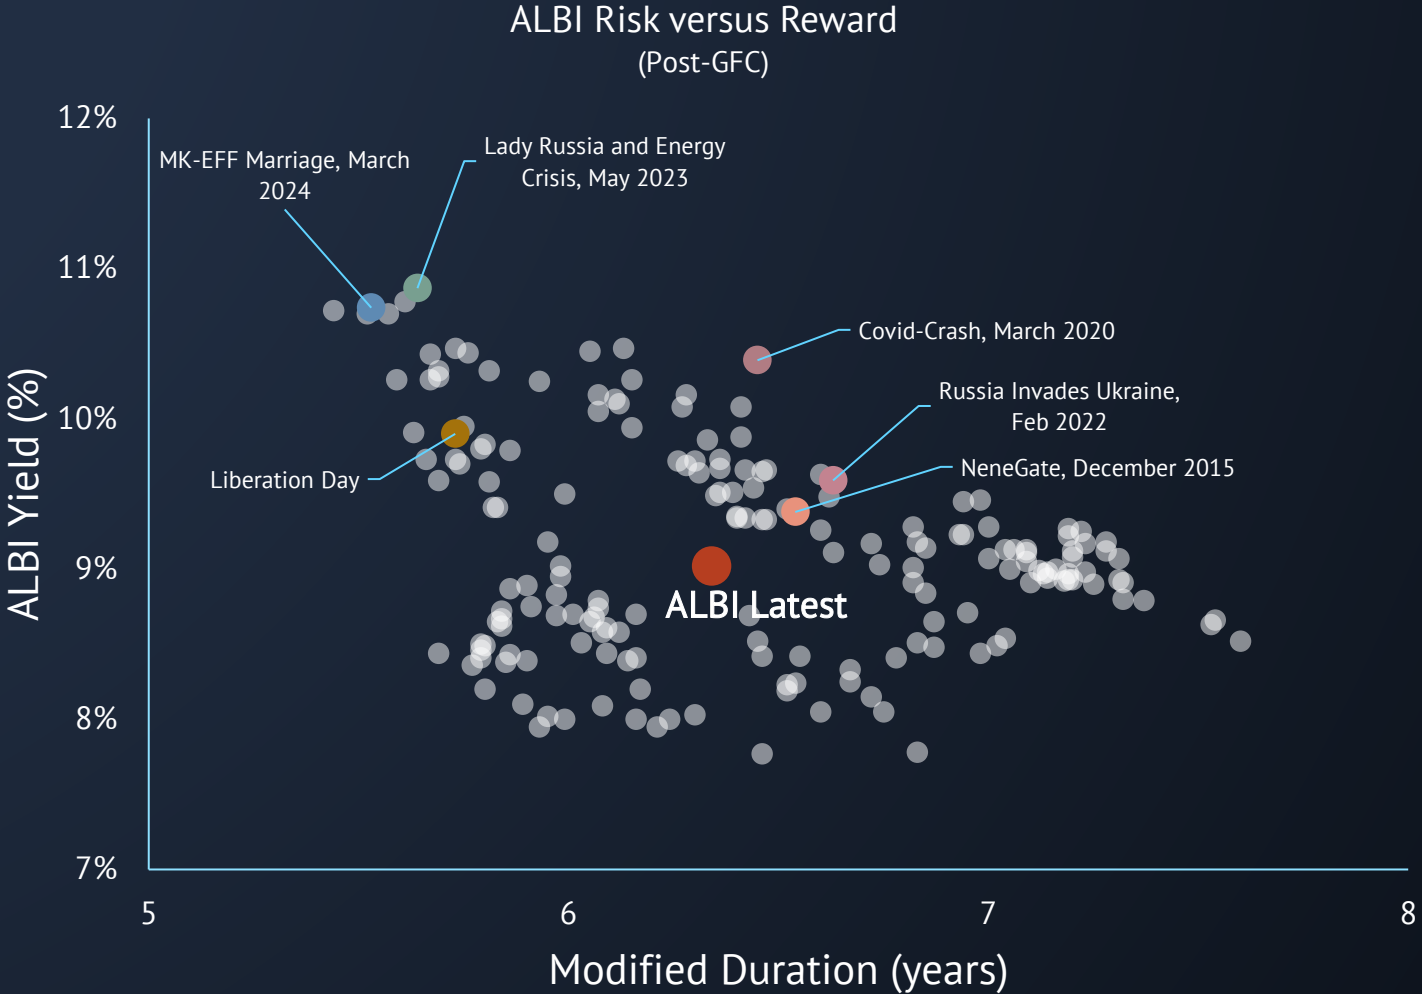 ALBI Risk versus Reward
(Post-GFC)
12%
11%
10%
9%
8%
7%
ALBI Yield (%)
MK-EFF Marriage, March
2024
Lady Russia and Energy
Crisis, May 2023
Covid-Crash, March 2020
Russia Invades Ukraine,
Feb 2022
NeneGate, December 2015
Liberation Day
ALBI Latest
5
6
7
8
Modified Duration (years)